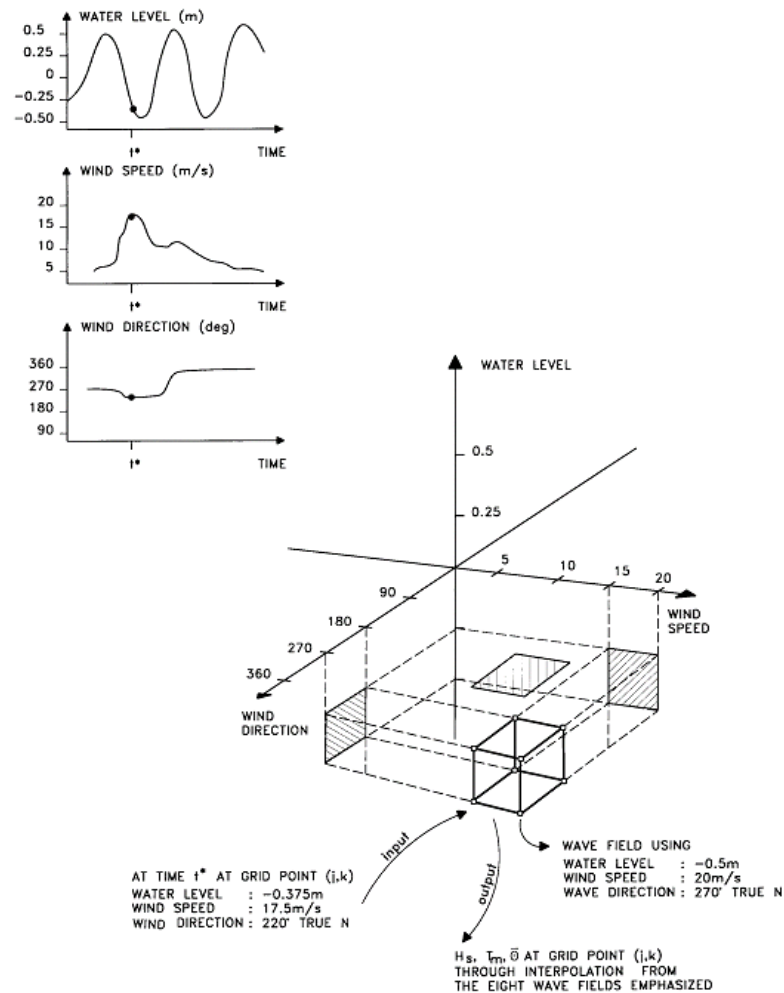 WATER LEVEL (m)
0.5
0.25
0
-0.25
-0.50
t*
TIME
WIND SPEED (m/s)
20
15
10
5
t*
TIME
WIND DIRECTION (deg)
360
270
180
90
t*
TIME
WATER LEVEL
0.5
0.25
5
10
15
20
WIND
SPEED
90
180
270
360
WIND
DIRECTION
input
output
AT TIME t* AT GRID POINT (j,k)
WATER LEVEL : -0.375m
WIND SPEED : 17.5m/s
WIND DIRECTION : 220° TRUE N
WAVE FIELD USING
WATER LEVEL : -0.5m
WIND SPEED : 20m/s
WAVE DIRECTION : 270° TRUE N
Hs, Tm, θ̄ AT GRID POINT (j,k)
THROUGH INTERPOLATION FROM
THE EIGHT WAVE FIELDS EMPHASIZED